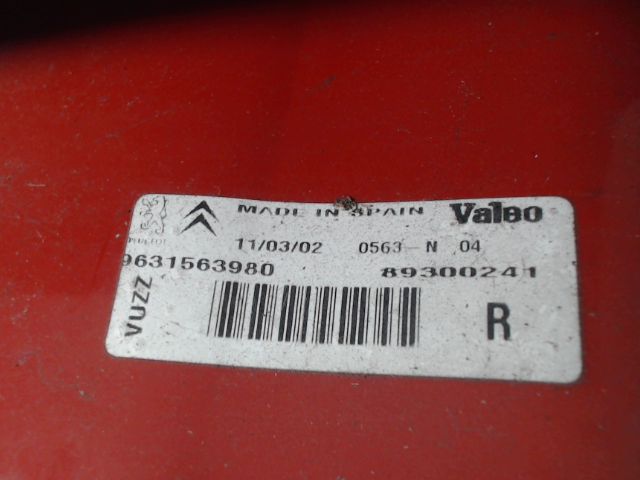 MADE IN SPAIN Valeo
PEUGEOT
11/03/02 0563-N 04
9631563980 89300241
VUZZ
R